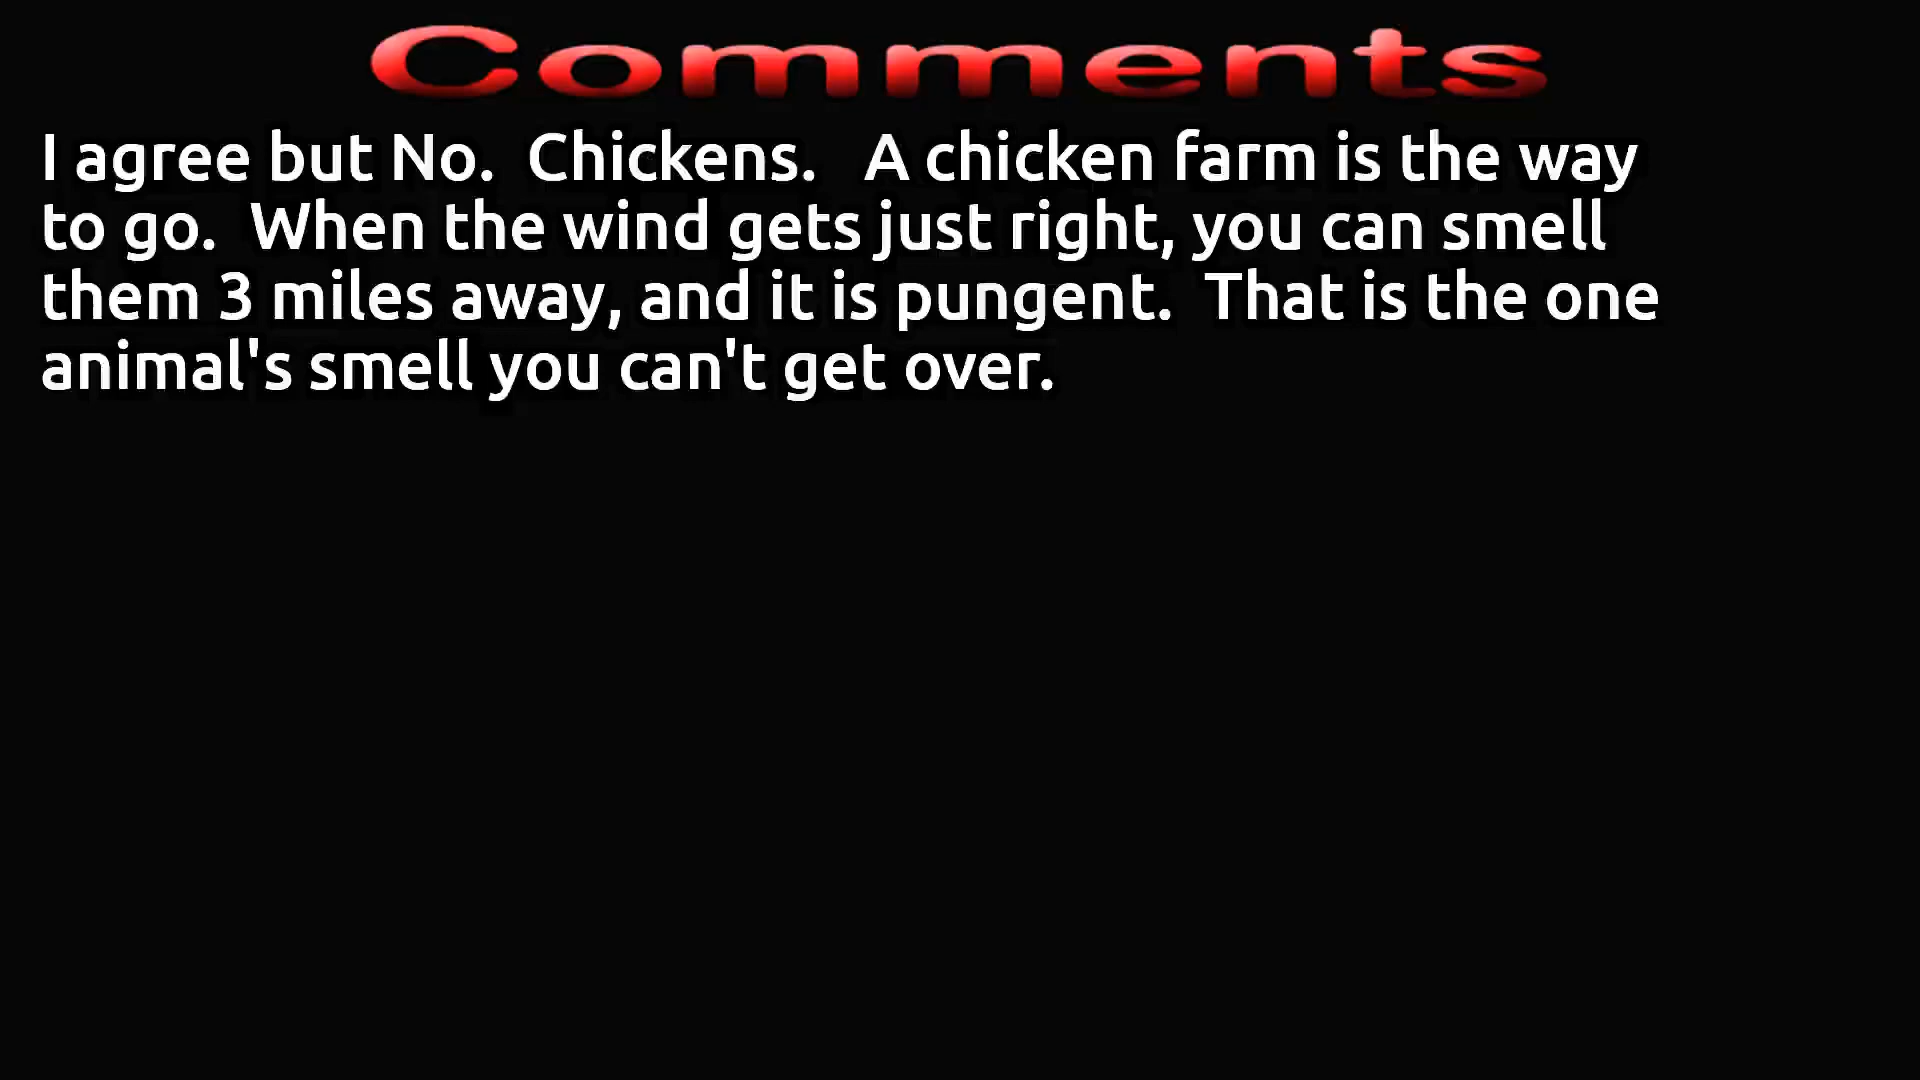 Comments
I agree but No.  Chickens.   A chicken farm is the way
to go.  When the wind gets just right, you can smell
them 3 miles away, and it is pungent.  That is the one
animal's smell you can't get over.